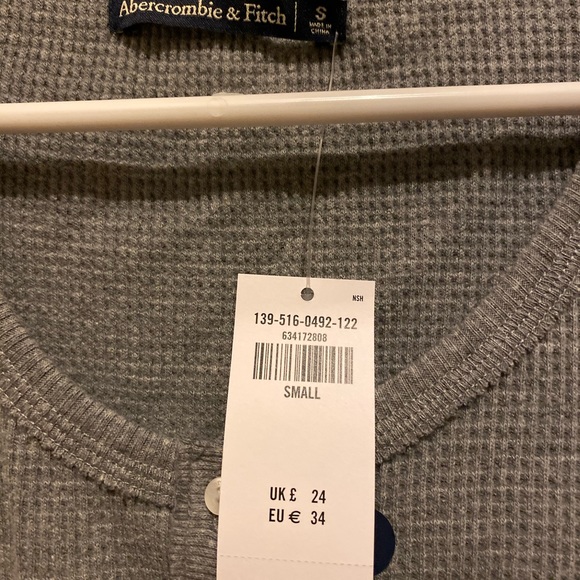 Abercrombie & Fitch
S
MADE IN
CHINA
NSH
139-516-0492-122
634172808
SMALL
UK £ 24
EU € 34